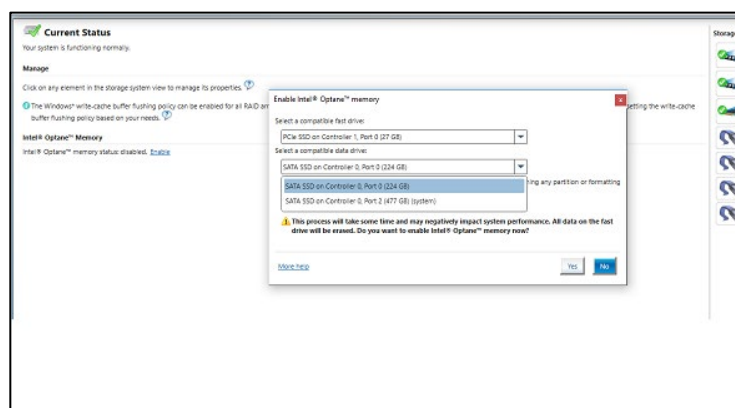 Current Status
Your system is functioning normally.
Manage
Click on any element in the storage system view to manage its properties.
The Windows* write-cache buffer flushing policy can be enabled for all RAID arr
etting the write-cache
buffer flushing policy based on your needs.
Intel® Optane™ Memory
Intel® Optane™ memory status: disabled. Enable
Enable Intel® Optane™ memory
x
Select a compatible fast drive:
PCIe SSD on Controller 1, Port 0 (27 GB)
Select a compatible data drive:
SATA SSD on Controller 0, Port 0 (224 GB)
SATA SSD on Controller 0, Port 0 (224 GB)
ning any partition or formatting
SATA SSD on Controller 0, Port 2 (477 GB) (system)
This process will take some time and may negatively impact system performance. All data on the fast
drive will be erased. Do you want to enable Intel® Optane™ memory now?
More help
Yes
No
Storage